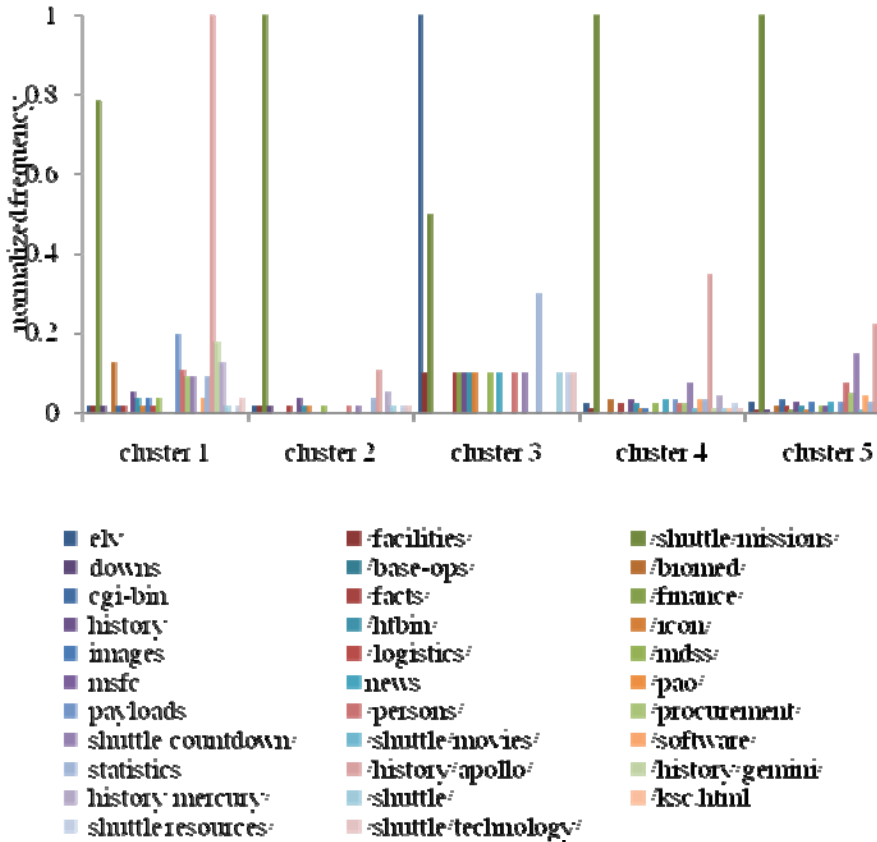 1
0.8
0.6
0.4
0.2
0
normalized frequency
cluster 1 cluster 2 cluster 3 cluster 4 cluster 5
elv /facilities/ /shuttle/missions/
downs /base-ops/ /biomed/
cgi-bin /facts/ /finance/
history /htbin/ /icon/
images /logistics/ /mdss/
msfc news /pao/
payloads /persons/ /procurement/
shuttle countdown/ /shuttle/movies/ /software/
statistics /history/apollo/ /history/gemini/
/history mercury/ /shuttle/ /ksc.html
shuttle resources/ /shuttle/technology/